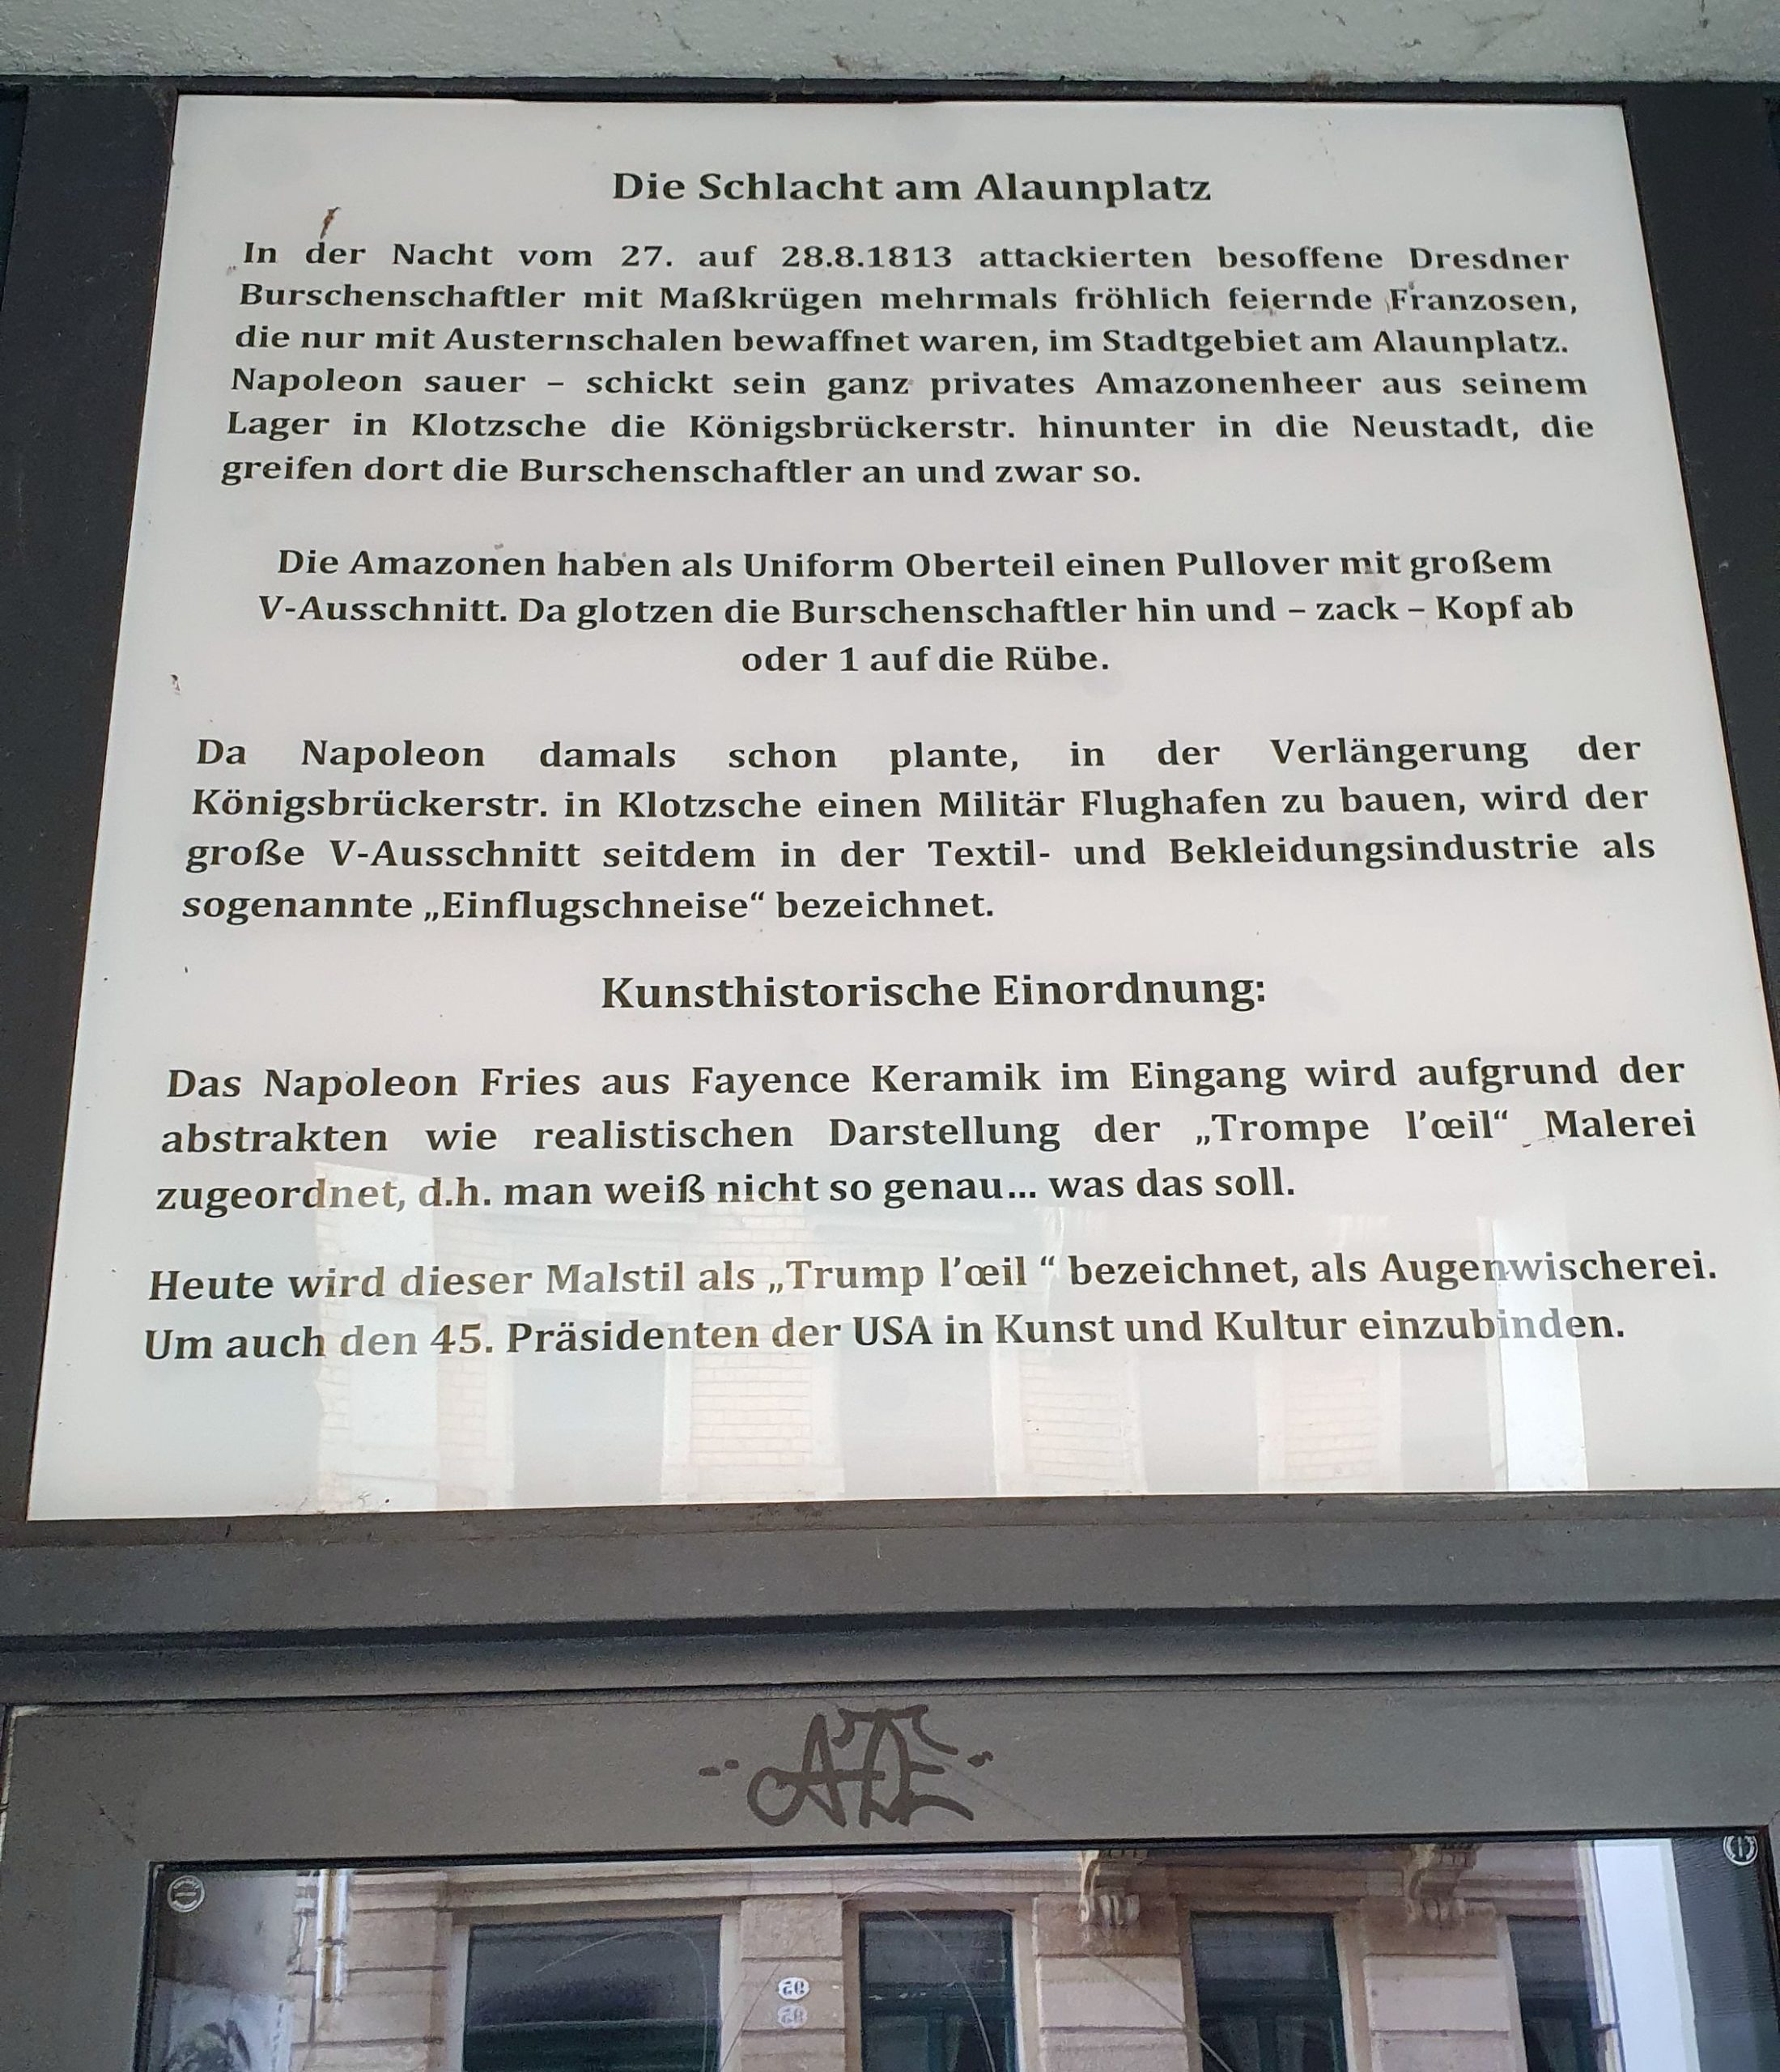 Die Schlacht am Alaunplatz
In der Nacht vom 27. auf 28.8.1813 attackierten besoffene Dresdner
Burschenschaftler mit Maßkrügen mehrmals fröhlich feiernde Franzosen,
die nur mit Austernschalen bewaffnet waren, im Stadtgebiet am Alaunplatz.
Napoleon sauer – schickt sein ganz privates Amazonenheer aus seinem
Lager in Klotzsche die Königsbrückerstr. hinunter in die Neustadt, die
greifen dort die Burschenschaftler an und zwar so.
Die Amazonen haben als Uniform Oberteil einen Pullover mit großem
V-Ausschnitt. Da glotzen die Burschenschaftler hin und – zack – Kopf ab
oder 1 auf die Rübe.
Da Napoleon damals schon plante, in der Verlängerung der
Königsbrückerstr. in Klotzsche einen Militär Flughafen zu bauen, wird der
große V-Ausschnitt seitdem in der Textil- und Bekleidungsindustrie als
sogenannte „Einflugschneise“ bezeichnet.
Kunsthistorische Einordnung:
Das Napoleon Fries aus Fayence Keramik im Eingang wird aufgrund der
abstrakten wie realistischen Darstellung der „Trompe l’œil“ Malerei
zugeordnet, d.h. man weiß nicht so genau... was das soll.
Heute wird dieser Malstil als „Trump l’œil “ bezeichnet, als Augenwischerei.
Um auch den 45. Präsidenten der USA in Kunst und Kultur einzubinden.